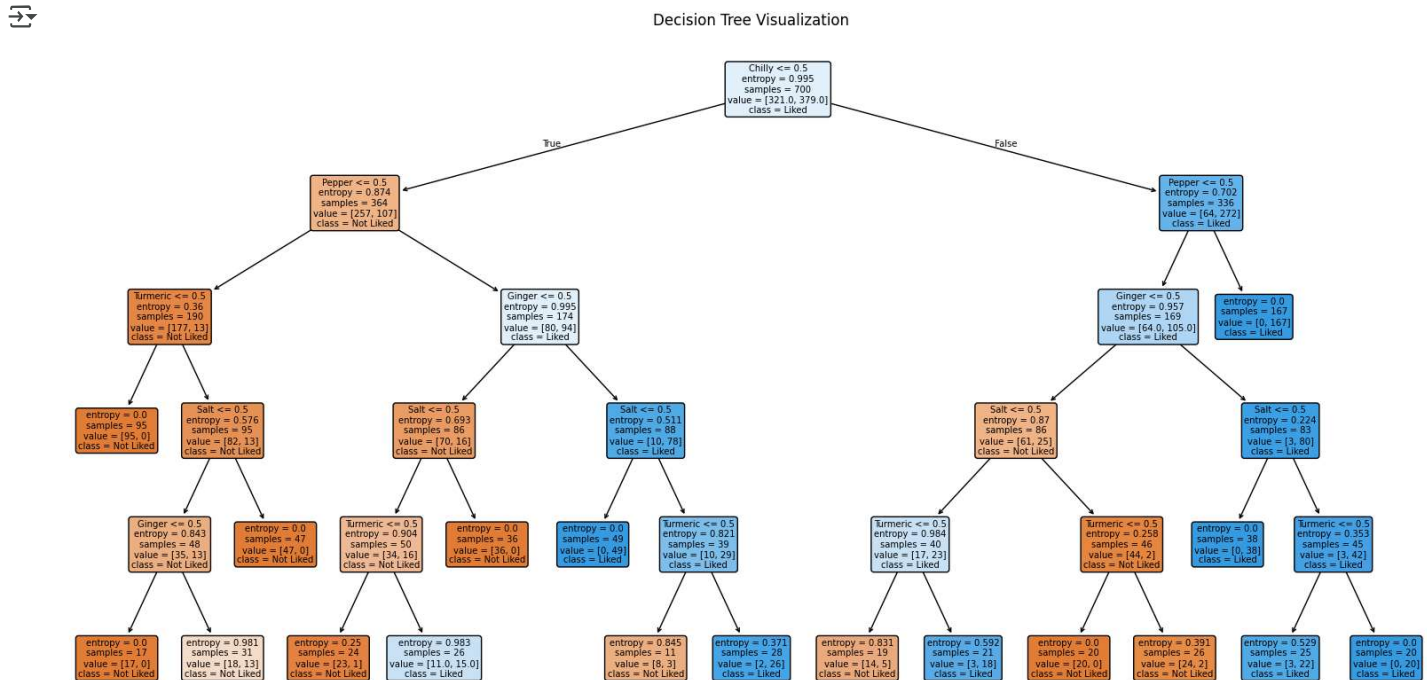 Decision Tree Visualization
Chilly <= 0.5
entropy = 0.995
samples = 700
value = [321.0, 379.0]
class = Liked
True
False
Pepper <= 0.5
entropy = 0.874
samples = 364
value = [257, 107]
class = Not Liked
Pepper <= 0.5
entropy = 0.702
samples = 336
value = [64, 272]
class = Liked
Turmeric <= 0.5
entropy = 0.36
samples = 190
value = [177, 13]
class = Not Liked
Ginger <= 0.5
entropy = 0.995
samples = 174
value = [80, 94]
class = Liked
Ginger <= 0.5
entropy = 0.957
samples = 169
value = [64.0, 105.0]
class = Liked
entropy = 0.0
samples = 167
value = [0, 167]
class = Liked
entropy = 0.0
samples = 95
value = [95, 0]
class = Not Liked
Salt <= 0.5
entropy = 0.576
samples = 95
value = [82, 13]
class = Not Liked
Salt <= 0.5
entropy = 0.693
samples = 86
value = [70, 16]
class = Not Liked
Salt <= 0.5
entropy = 0.511
samples = 88
value = [10, 78]
class = Liked
Salt <= 0.5
entropy = 0.87
samples = 86
value = [61, 25]
class = Not Liked
Salt <= 0.5
entropy = 0.224
samples = 83
value = [3, 80]
class = Liked
Ginger <= 0.5
entropy = 0.843
samples = 48
value = [35, 13]
class = Not Liked
entropy = 0.0
samples = 47
value = [47, 0]
class = Not Liked
Turmeric <= 0.5
entropy = 0.904
samples = 50
value = [34, 16]
class = Not Liked
entropy = 0.0
samples = 36
value = [36, 0]
class = Not Liked
entropy = 0.0
samples = 49
value = [0, 49]
class = Liked
Turmeric <= 0.5
entropy = 0.821
samples = 39
value = [10, 29]
class = Liked
Turmeric <= 0.5
entropy = 0.984
samples = 40
value = [17, 23]
class = Liked
Turmeric <= 0.5
entropy = 0.258
samples = 46
value = [44, 2]
class = Not Liked
entropy = 0.0
samples = 38
value = [0, 38]
class = Liked
Turmeric <= 0.5
entropy = 0.353
samples = 45
value = [3, 42]
class = Liked
entropy = 0.0
samples = 17
value = [17, 0]
class = Not Liked
entropy = 0.981
samples = 31
value = [18, 13]
class = Not Liked
entropy = 0.25
samples = 24
value = [23, 1]
class = Not Liked
entropy = 0.983
samples = 26
value = [11.0, 15.0]
class = Liked
entropy = 0.845
samples = 11
value = [8, 3]
class = Not Liked
entropy = 0.371
samples = 28
value = [2, 26]
class = Liked
entropy = 0.831
samples = 19
value = [14, 5]
class = Not Liked
entropy = 0.592
samples = 21
value = [3, 18]
class = Liked
entropy = 0.0
samples = 20
value = [20, 0]
class = Not Liked
entropy = 0.391
samples = 26
value = [24, 2]
class = Not Liked
entropy = 0.529
samples = 25
value = [3, 22]
class = Liked
entropy = 0.0
samples = 20
value = [0, 20]
class = Liked